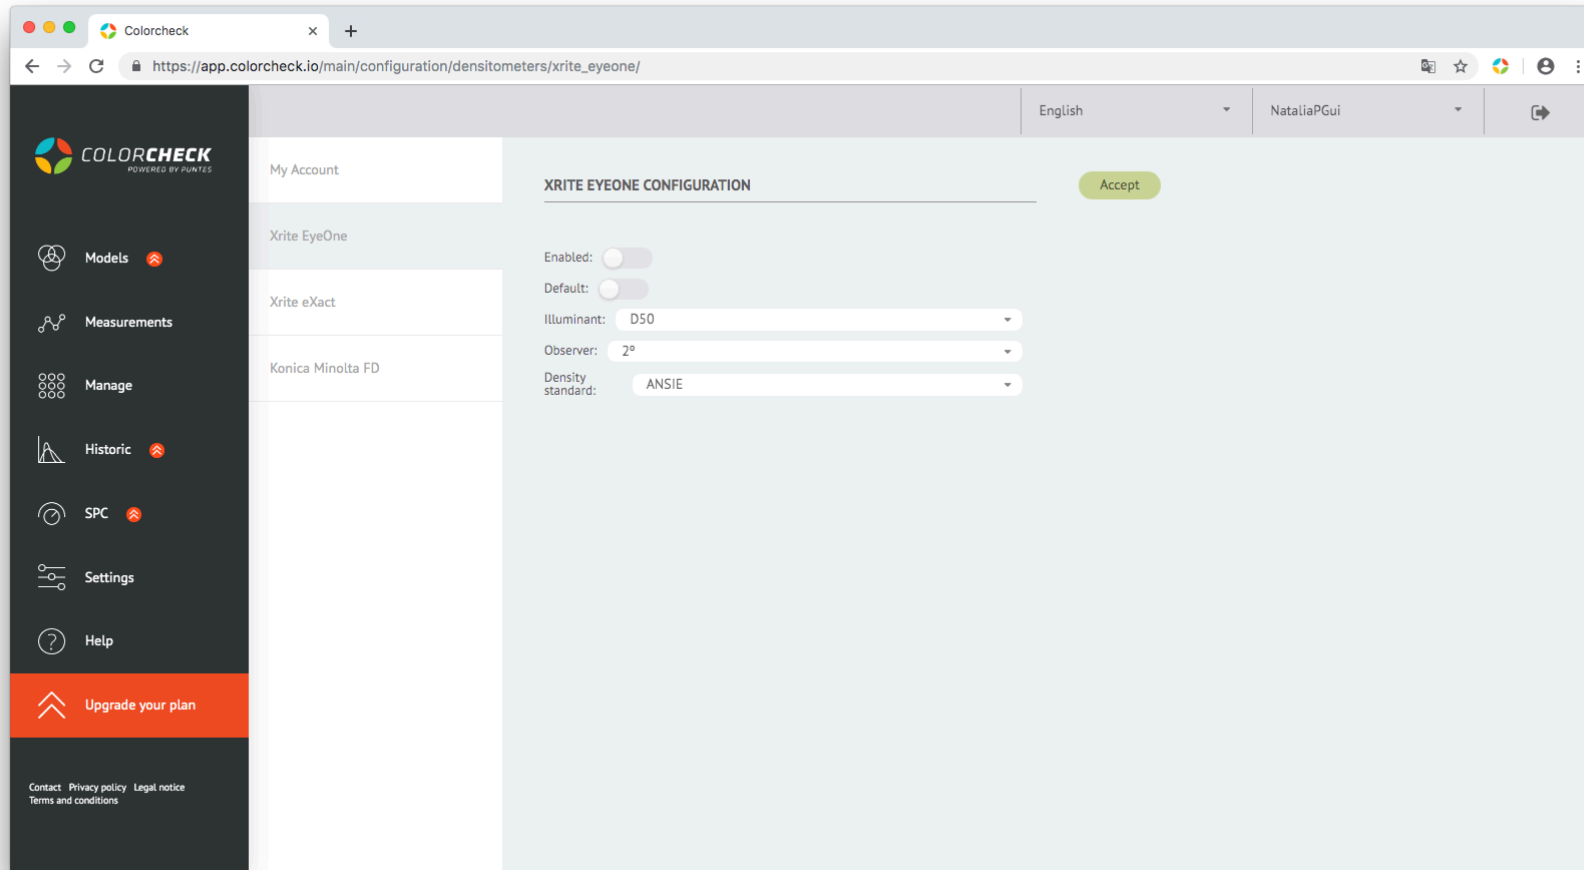 Colorcheck
https://app.colorcheck.io/main/configuration/densitometers/xrite_eyeone/
English
NataliaPGui
COLORCHECK
POWERED BY PUNTES
Models
Measurements
Manage
Historic
SPC
Settings
Help
Upgrade your plan
Contact Privacy policy Legal notice
Terms and conditions
My Account
Xrite EyeOne
Xrite eXact
Konica Minolta FD
XRITE EYEONE CONFIGURATION
Accept
Enabled:
Default:
Illuminant: D50
Observer: 2º
Density
standard: ANSIE